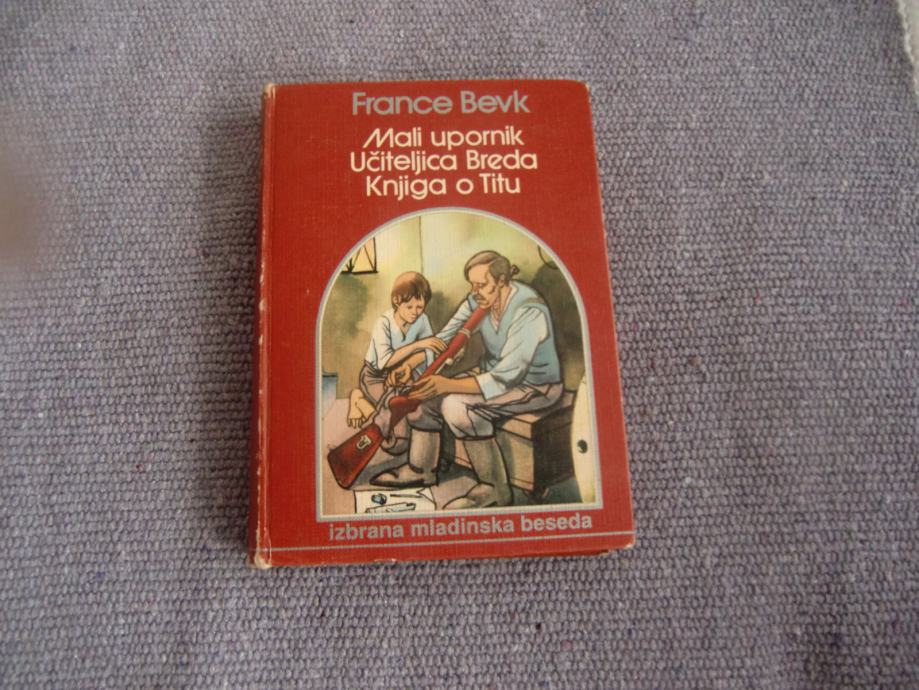 France Bevk
Mali upornik
Učiteljica Breda
Knjiga o Titu
izbrana mladinska beseda